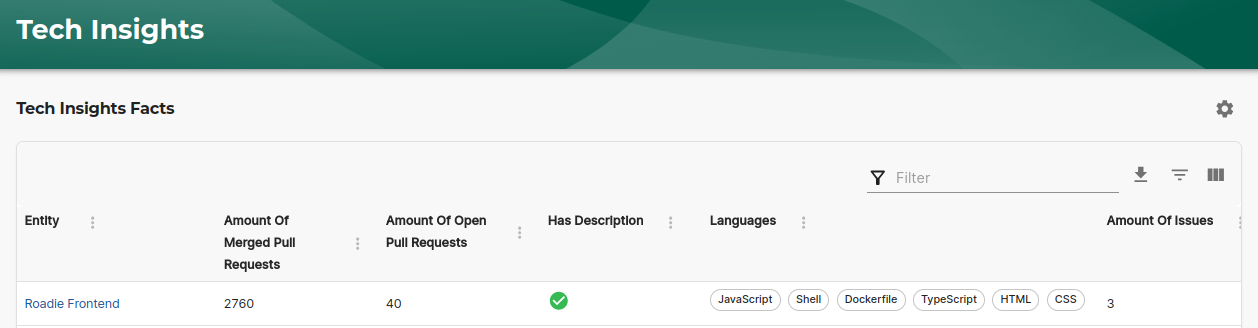 Tech Insights
Tech Insights Facts
Filter
Entity
Amount Of
Merged Pull
Requests
Amount Of Open
Pull Requests
Has Description
Languages
Amount Of Issues
Roadie Frontend
2760
40
JavaScript
Shell
Dockerfile
TypeScript
HTML
CSS
3